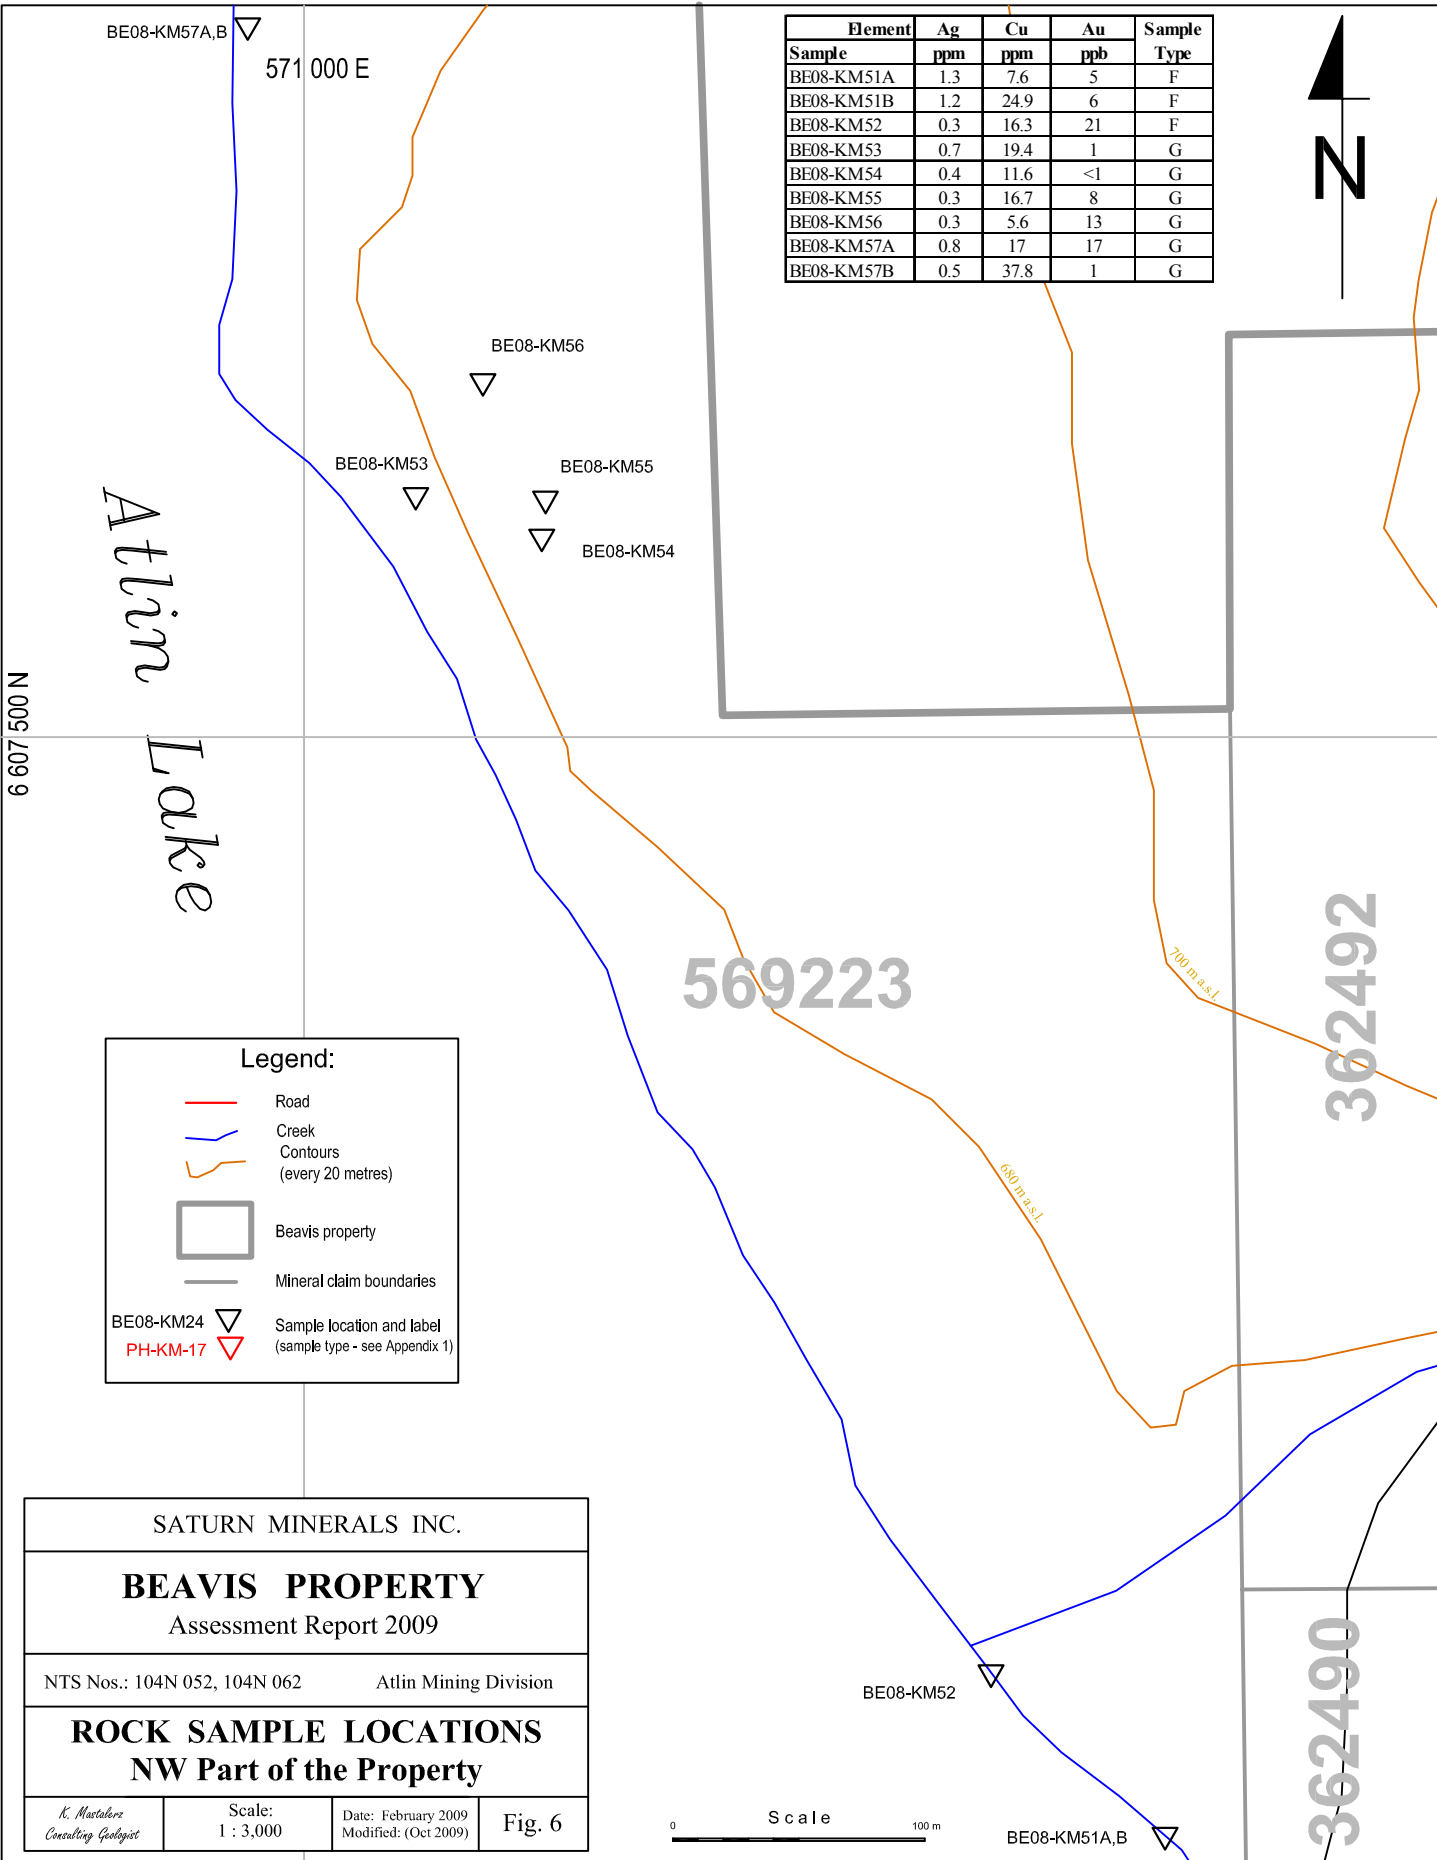 BE08-KM57A,B
571 000 E
Element Ag Cu Au Sample
Sample ppm ppm ppb Type
BE08-KM51A 1.3 7.6 5 F
BE08-KM51B 1.2 24.9 6 F
BE08-KM52 0.3 16.3 21 F
BE08-KM53 0.7 19.4 1 G
BE08-KM54 0.4 11.6 <1 G
BE08-KM55 0.3 16.7 8 G
BE08-KM56 0.3 5.6 13 G
BE08-KM57A 0.8 17 17 G
BE08-KM57B 0.5 37.8 1 G
N
BE08-KM56
BE08-KM53
BE08-KM55
BE08-KM54
Atlin Lake
6 607 500 N
569223
362492
700 m a.s.l.
680 m a.s.l.
Legend:
Road
Creek
Contours
(every 20 metres)
Beavis property
Mineral claim boundaries
BE08-KM24
PH-KM-17
Sample location and label
(sample type - see Appendix 1)
SATURN MINERALS INC.
BEAVIS PROPERTY
Assessment Report 2009
NTS Nos.: 104N 052, 104N 062 Atlin Mining Division
ROCK SAMPLE LOCATIONS
NW Part of the Property
K. Mastalerz
Consulting Geologist
Scale:
1 : 3,000
Date: February 2009
Modified: (Oct 2009)
Fig. 6
BE08-KM52
362490
Scale
0 100 m
BE08-KM51A,B